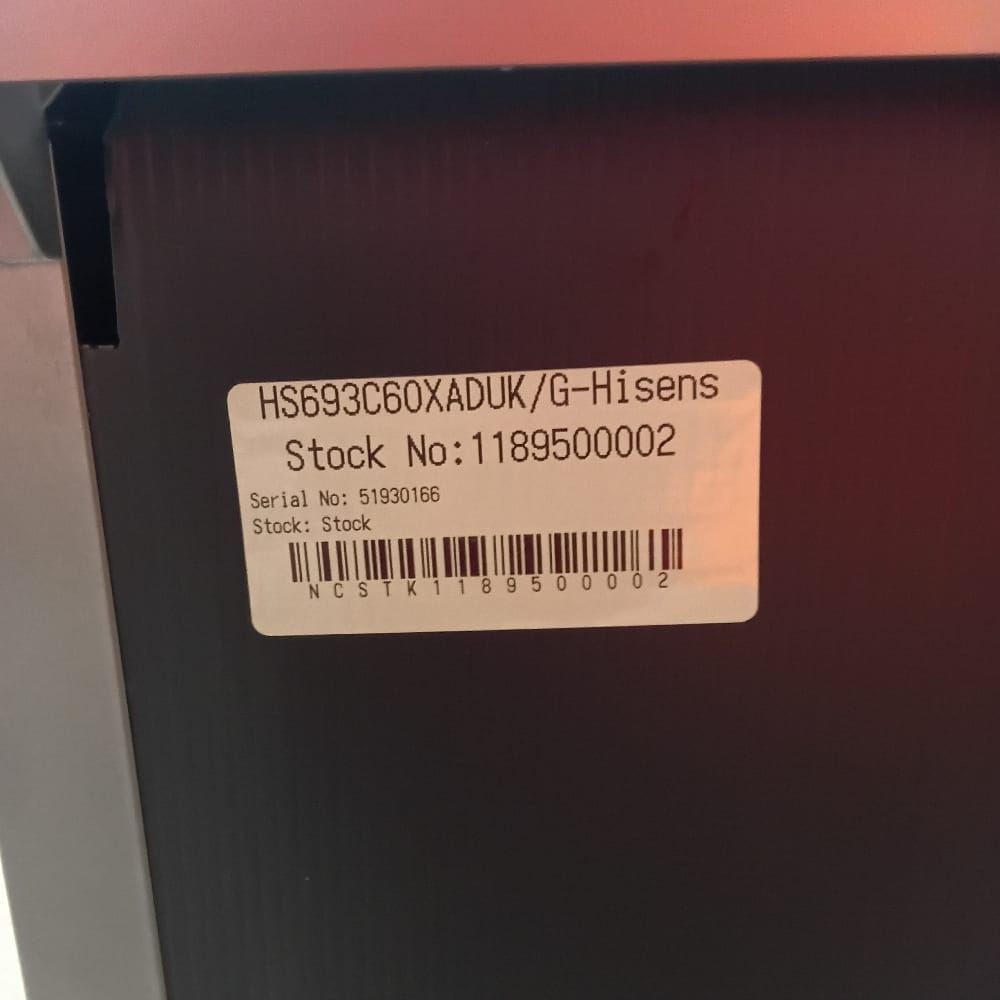 HS693C60XADUK/G-Hisens
Stock No:1189500002
Serial No: 51930166
Stock: Stock
NCSTK1189500002